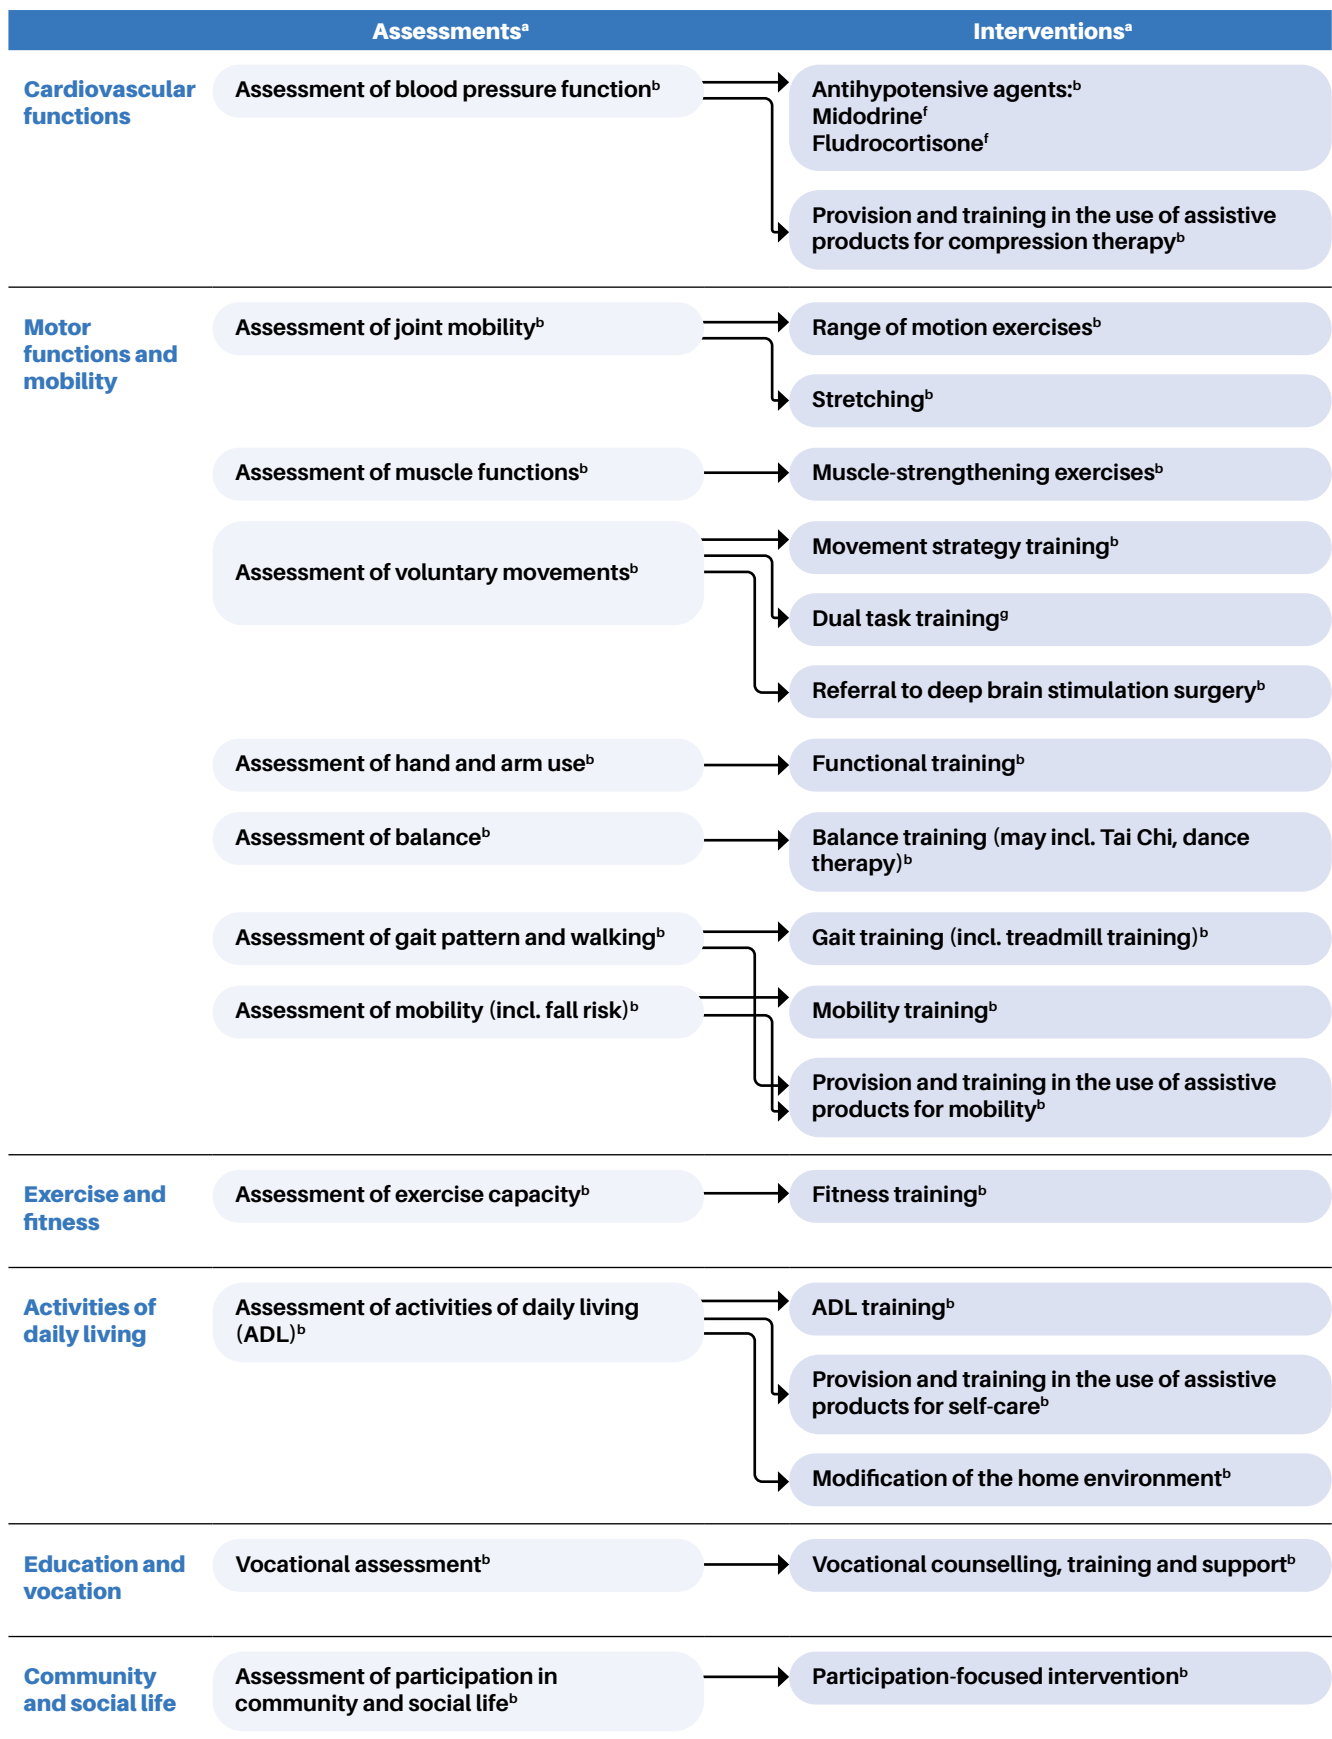 Assessmentsᵃ Interventionsᵃ
Cardiovascular
functions
Assessment of blood pressure functionᵇ
Antihypotensive agents:ᵇ
Midodrineᶠ
Fludrocortisoneᶠ
Provision and training in the use of assistive
products for compression therapyᵇ
Motor
functions and
mobility
Assessment of joint mobilityᵇ
Range of motion exercisesᵇ
Stretchingᵇ
Assessment of muscle functionsᵇ
Muscle-strengthening exercisesᵇ
Assessment of voluntary movementsᵇ
Movement strategy trainingᵇ
Dual task trainingᵍ
Referral to deep brain stimulation surgeryᵇ
Assessment of hand and arm useᵇ
Functional trainingᵇ
Assessment of balanceᵇ
Balance training (may incl. Tai Chi, dance
therapy)ᵇ
Assessment of gait pattern and walkingᵇ
Gait training (incl. treadmill training)ᵇ
Assessment of mobility (incl. fall risk)ᵇ
Mobility trainingᵇ
Provision and training in the use of assistive
products for mobilityᵇ
Exercise and
fitness
Assessment of exercise capacityᵇ
Fitness trainingᵇ
Activities of
daily living
Assessment of activities of daily living
(ADL)ᵇ
ADL trainingᵇ
Provision and training in the use of assistive
products for self-careᵇ
Modification of the home environmentᵇ
Education and
vocation
Vocational assessmentᵇ
Vocational counselling, training and supportᵇ
Community
and social life
Assessment of participation in
community and social lifeᵇ
Participation-focused interventionᵇ